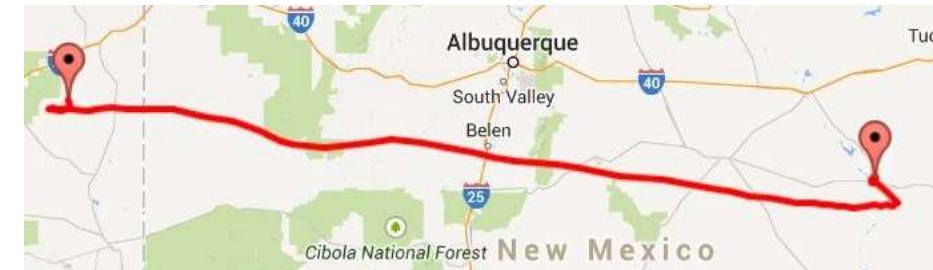 40
Albuquerque
Tuc
40
South Valley
Belen
25
Cibola National Forest
New Mexico